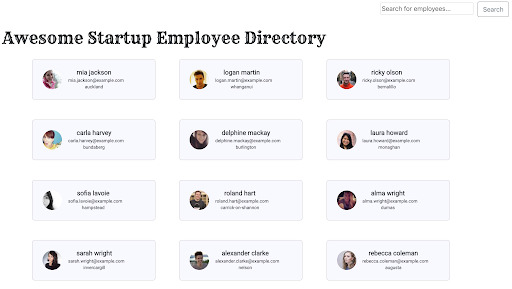 Search for employees...
Search
Awesome Startup Employee Directory
mia jackson
mia.jackson@example.com
auckland
logan martin
logan.martin@example.com
whanganui
ricky olson
ricky.olson@example.com
bernalillo
carla harvey
carla.harvey@example.com
bundaberg
delphine mackay
delphine.mackay@example.com
burlington
laura howard
laura.howard@example.com
monaghan
sofia lavoie
sofia.lavoie@example.com
hampstead
roland hart
roland.hart@example.com
carrick-on-shannon
alma wright
alma.wright@example.com
dumas
sarah wright
sarah.wright@example.com
invercargill
alexander clarke
alexander.clarke@example.com
nelson
rebecca coleman
rebecca.coleman@example.com
augusta